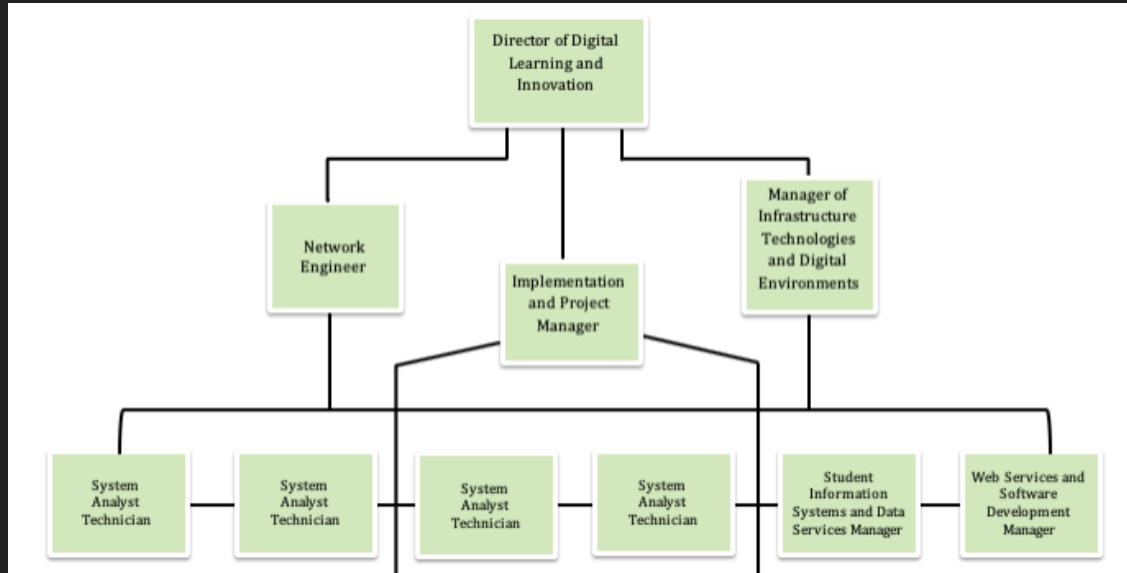 Director of Digital
Learning and
Innovation
Network
Engineer
Implementation
and Project
Manager
Manager of
Infrastructure
Technologies
and Digital
Environments
System
Analyst
Technician
System
Analyst
Technician
System
Analyst
Technician
System
Analyst
Technician
Student
Information
Systems and Data
Services Manager
Web Services and
Software
Development
Manager